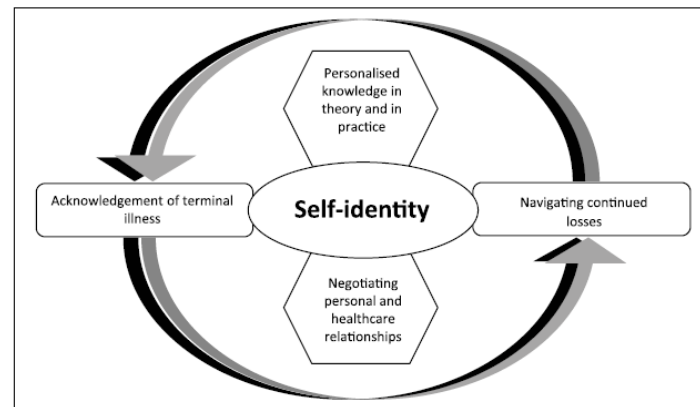 Personalised
knowledge in
theory and in
practice
Acknowledgement of terminal
illness
Self-identity
Navigating continued
losses
Negotiating
personal and
healthcare
relationships